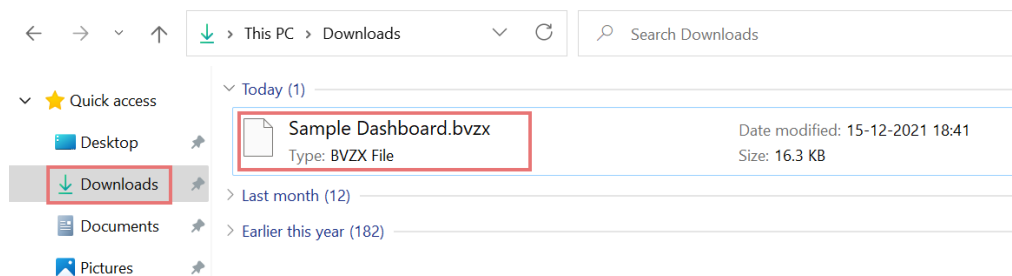 This PC > Downloads
Search Downloads
Quick access
Desktop
Downloads
Documents
Pictures
Today (1)
Sample Dashboard.bvzx
Type: BVZX File
Date modified: 15-12-2021 18:41
Size: 16.3 KB
Last month (12)
Earlier this year (182)